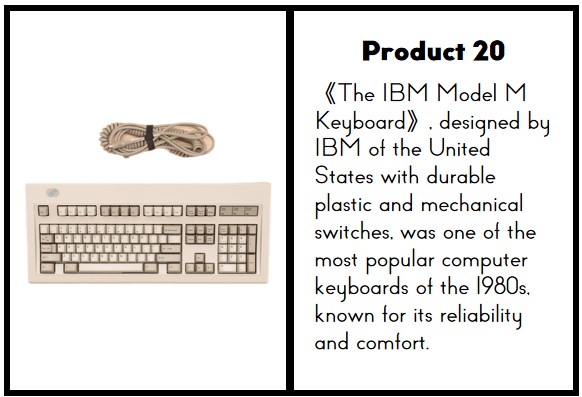 Product 20
《The IBM Model M
Keyboard》, designed by
IBM of the United
States with durable
plastic and mechanical
switches, was one of the
most popular computer
keyboards of the 1980s,
known for its reliability
and comfort.